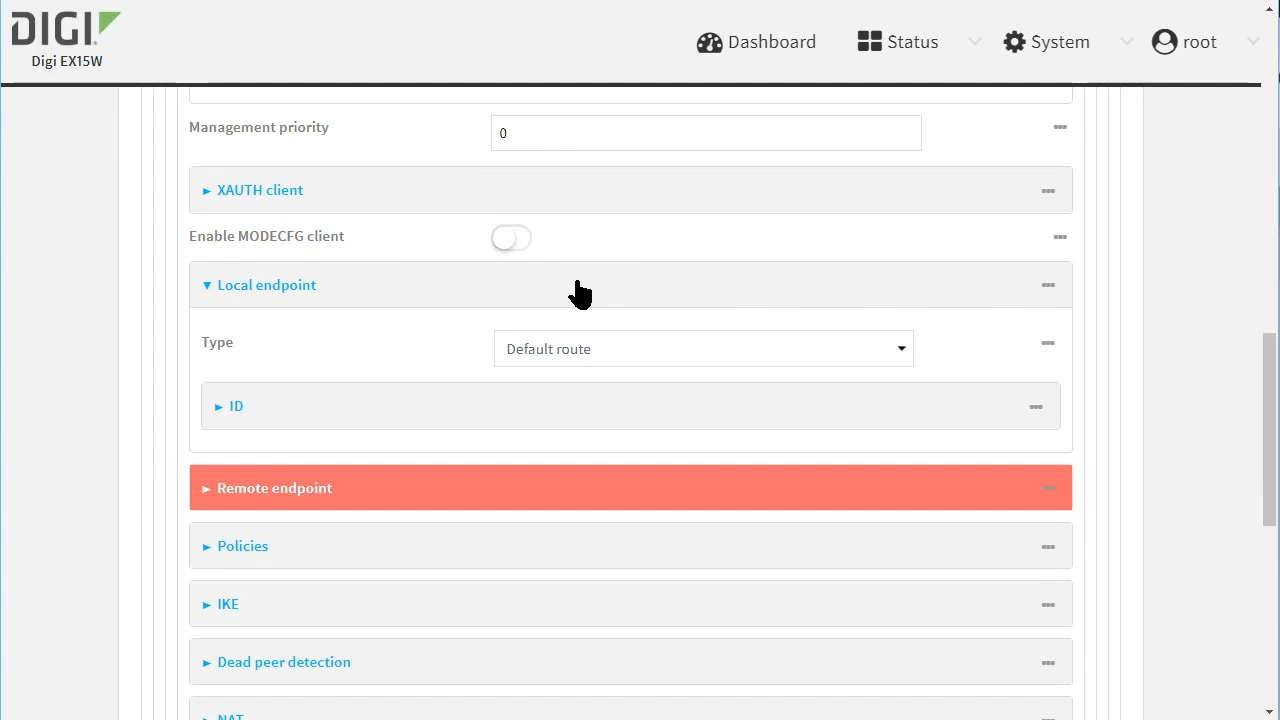 DIGI
Digi EX15W
Dashboard
Status
System
root
Management priority
0
XAUTH client
Enable MODECFG client
Local endpoint
Type
Default route
ID
Remote endpoint
Policies
IKE
Dead peer detection
NAT